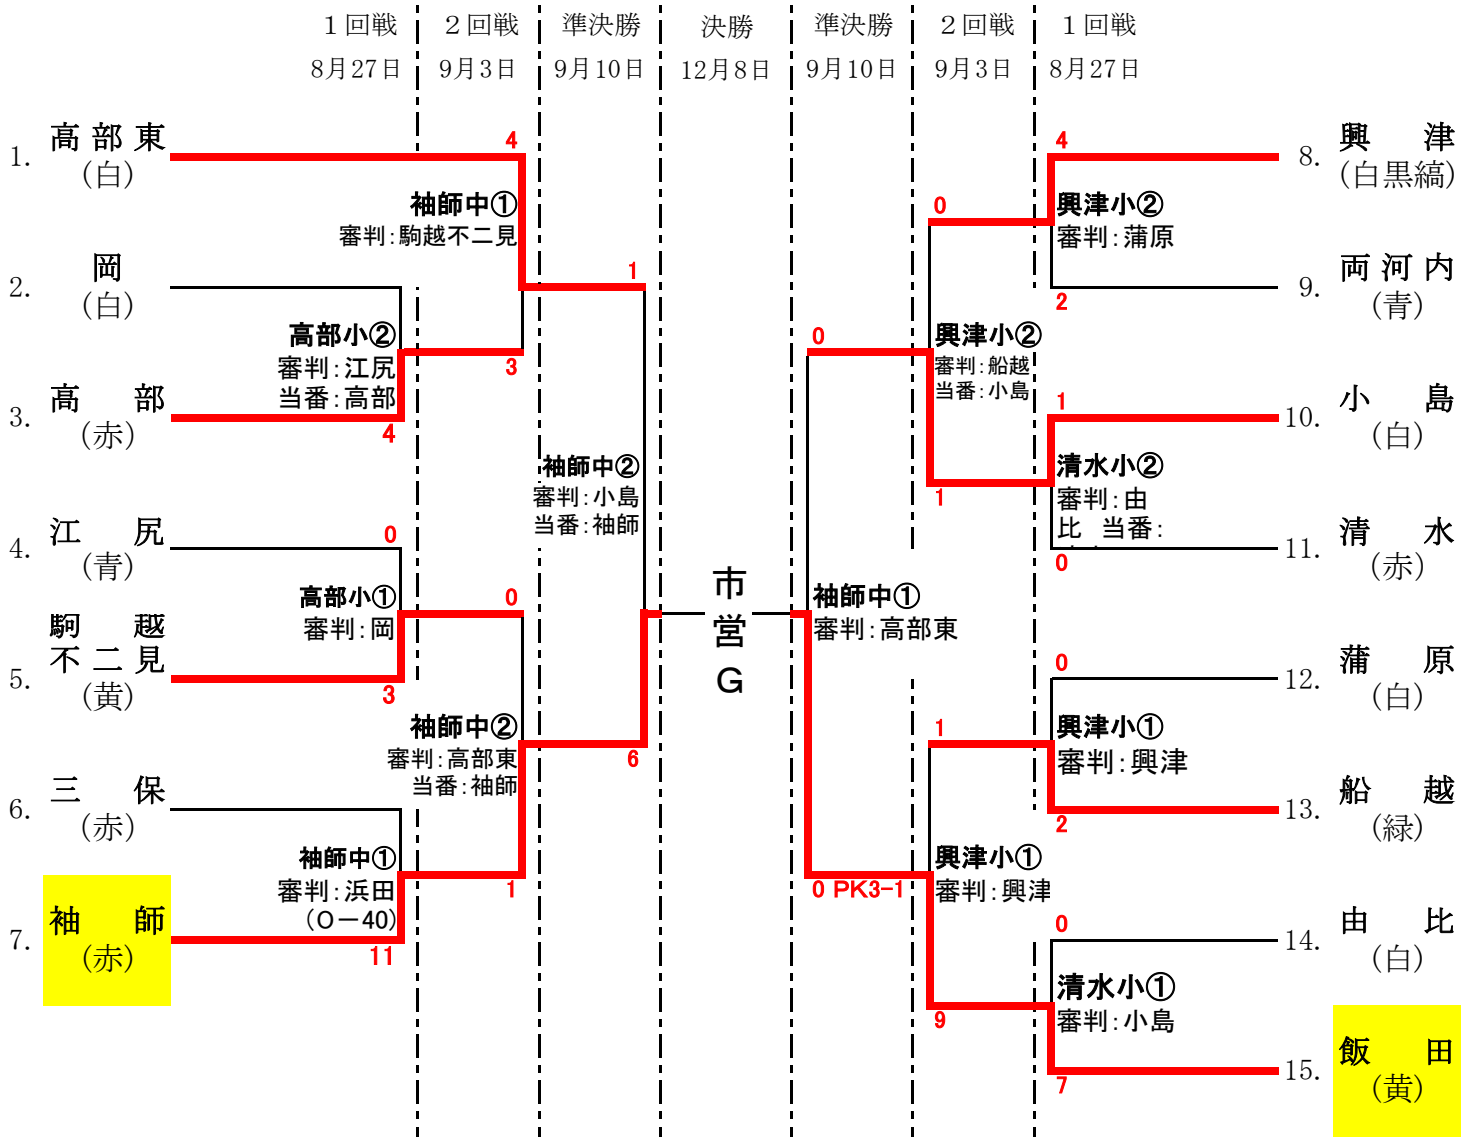 １回戦 ２回戦 準決勝 決勝 準決勝 ２回戦 １回戦
8月27日 9月3日 9月10日 12月8日 9月10日 9月3日 8月27日
1. 高部東
(白)
4
袖師中①
審判:駒越不二見
2. 岡
(白)
高部小②
審判:江尻
当番:高部
3
3. 高部
(赤)
4
1
袖師中②
審判:小島
当番:袖師
4. 江尻
(青)
0
高部小①
審判:岡
0
5. 駒越
不二見
(黄)
3
袖師中②
審判:高部東
当番:袖師
6
6. 三保
(赤)
袖師中①
審判:浜田
(O－40)
1
7. 袖師
(赤)
11
市
営
G
8. 興津
(白黒縞)
4
興津小②
審判:蒲原
0
9. 両河内
(青)
2
0
興津小②
審判:船越
当番:小島
10. 小島
(白)
1
清水小②
審判:由
比 当番:
1
11. 清水
(赤)
0
袖師中①
審判:高部東
12. 蒲原
(白)
0
興津小①
審判:興津
1
13. 船越
(緑)
2
興津小①
審判:興津
0 PK3-1
14. 由比
(白)
0
清水小①
審判:小島
9
15. 飯田
(黄)
7